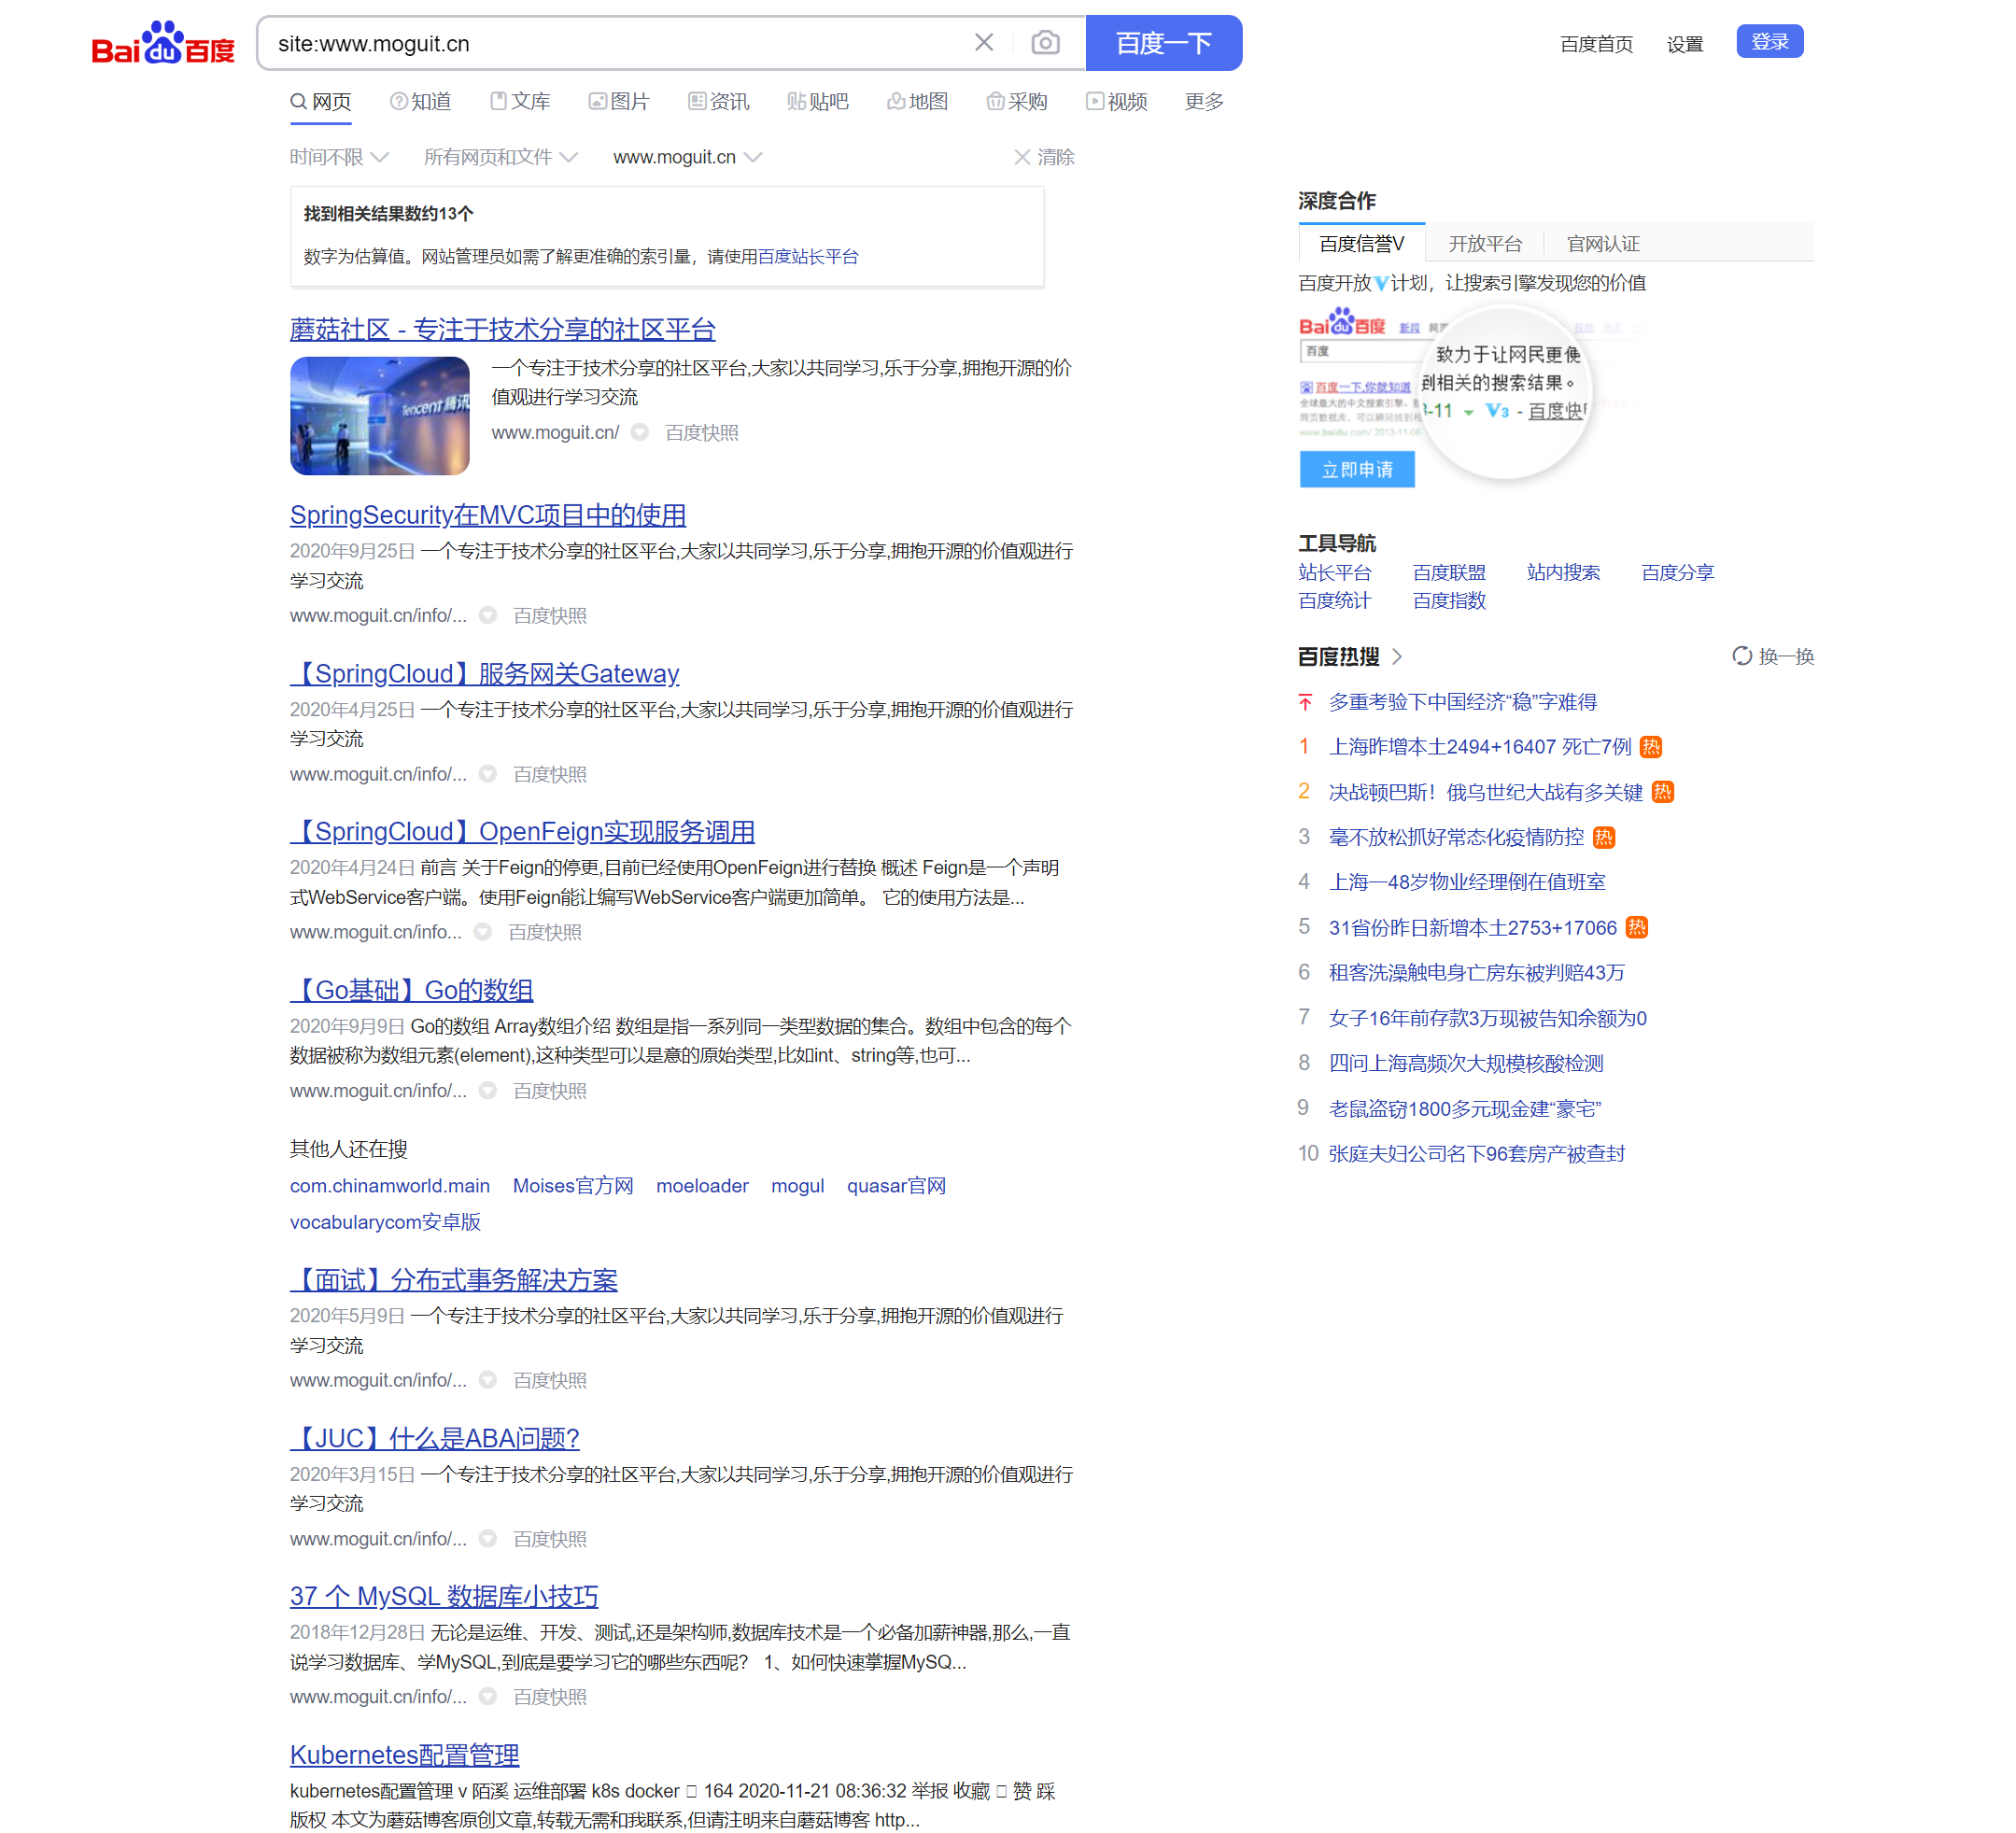 Bai du 百度
site:www.moguit.cn
百度一下
百度首页 设置 登录
网页 知道 文库 图片 资讯 贴吧 地图 采购 视频 更多
时间不限 所有网页和文件 www.moguit.cn 清除
找到相关结果数约13个
数字为估算值。网站管理员如需了解更准确的索引量，请使用百度站长平台
蘑菇社区 - 专注于技术分享的社区平台
Tencent 腾讯
一个专注于技术分享的社区平台,大家以共同学习,乐于分享,拥抱开源的价
值观进行学习交流
www.moguit.cn/ 百度快照
SpringSecurity在MVC项目中的使用
2020年9月25日 一个专注于技术分享的社区平台,大家以共同学习,乐于分享,拥抱开源的价值观进行
学习交流
www.moguit.cn/info/... 百度快照
【SpringCloud】服务网关Gateway
2020年4月25日 一个专注于技术分享的社区平台,大家以共同学习,乐于分享,拥抱开源的价值观进行
学习交流
www.moguit.cn/info/... 百度快照
【SpringCloud】OpenFeign实现服务调用
2020年4月24日 前言 关于Feign的停更,目前已经使用OpenFeign进行替换 概述 Feign是一个声明
式WebService客户端。使用Feign能让编写WebService客户端更加简单。 它的使用方法是...
www.moguit.cn/info... 百度快照
【Go基础】Go的数组
2020年9月9日 Go的数组 Array数组介绍 数组是指一系列同一类型数据的集合。数组中包含的每个
数据被称为数组元素(element),这种类型可以是意的原始类型,比如int、string等,也可...
www.moguit.cn/info/... 百度快照
其他人还在搜
com.chinamworld.main Moises官方网 moeloader mogul quasar官网
vocabularycom安卓版
【面试】分布式事务解决方案
2020年5月9日 一个专注于技术分享的社区平台,大家以共同学习,乐于分享,拥抱开源的价值观进行
学习交流
www.moguit.cn/info/... 百度快照
【JUC】什么是ABA问题?
2020年3月15日 一个专注于技术分享的社区平台,大家以共同学习,乐于分享,拥抱开源的价值观进行
学习交流
www.moguit.cn/info/... 百度快照
37 个 MySQL 数据库小技巧
2018年12月28日 无论是运维、开发、测试,还是架构师,数据库技术是一个必备加薪神器,那么,一直
说学习数据库、学MySQL,到底是要学习它的哪些东西呢? 1、如何快速掌握MySQ...
www.moguit.cn/info/... 百度快照
Kubernetes配置管理
kubernetes配置管理 v 陌溪 运维部署 k8s docker 164 2020-11-21 08:36:32 举报 收藏 赞 踩
版权 本文为蘑菇博客原创文章,转载无需和我联系,但请注明来自蘑菇博客 http...
深度合作
百度信誉V 开放平台 官网认证
百度开放V计划，让搜索引擎发现您的价值
Bai du 百度 新闻
百度
百度一下,你就知道
www.baidu.com/ 2013-11-06
致力于让网民更便
到相关的搜索结果。
-11 V3 - 百度快
立即申请
工具导航
站长平台 百度联盟 站内搜索 百度分享
百度统计 百度指数
百度热搜 换一换
多重考验下中国经济“稳”字难得
1 上海昨增本土2494+16407 死亡7例 热
2 决战顿巴斯！俄乌世纪大战有多关键 热
3 毫不放松抓好常态化疫情防控 热
4 上海一48岁物业经理倒在值班室
5 31省份昨日新增本土2753+17066 热
6 租客洗澡触电身亡房东被判赔43万
7 女子16年前存款3万现被告知余额为0
8 四问上海高频次大规模核酸检测
9 老鼠盗窃1800多元现金建“豪宅”
10 张庭夫妇公司名下96套房产被查封